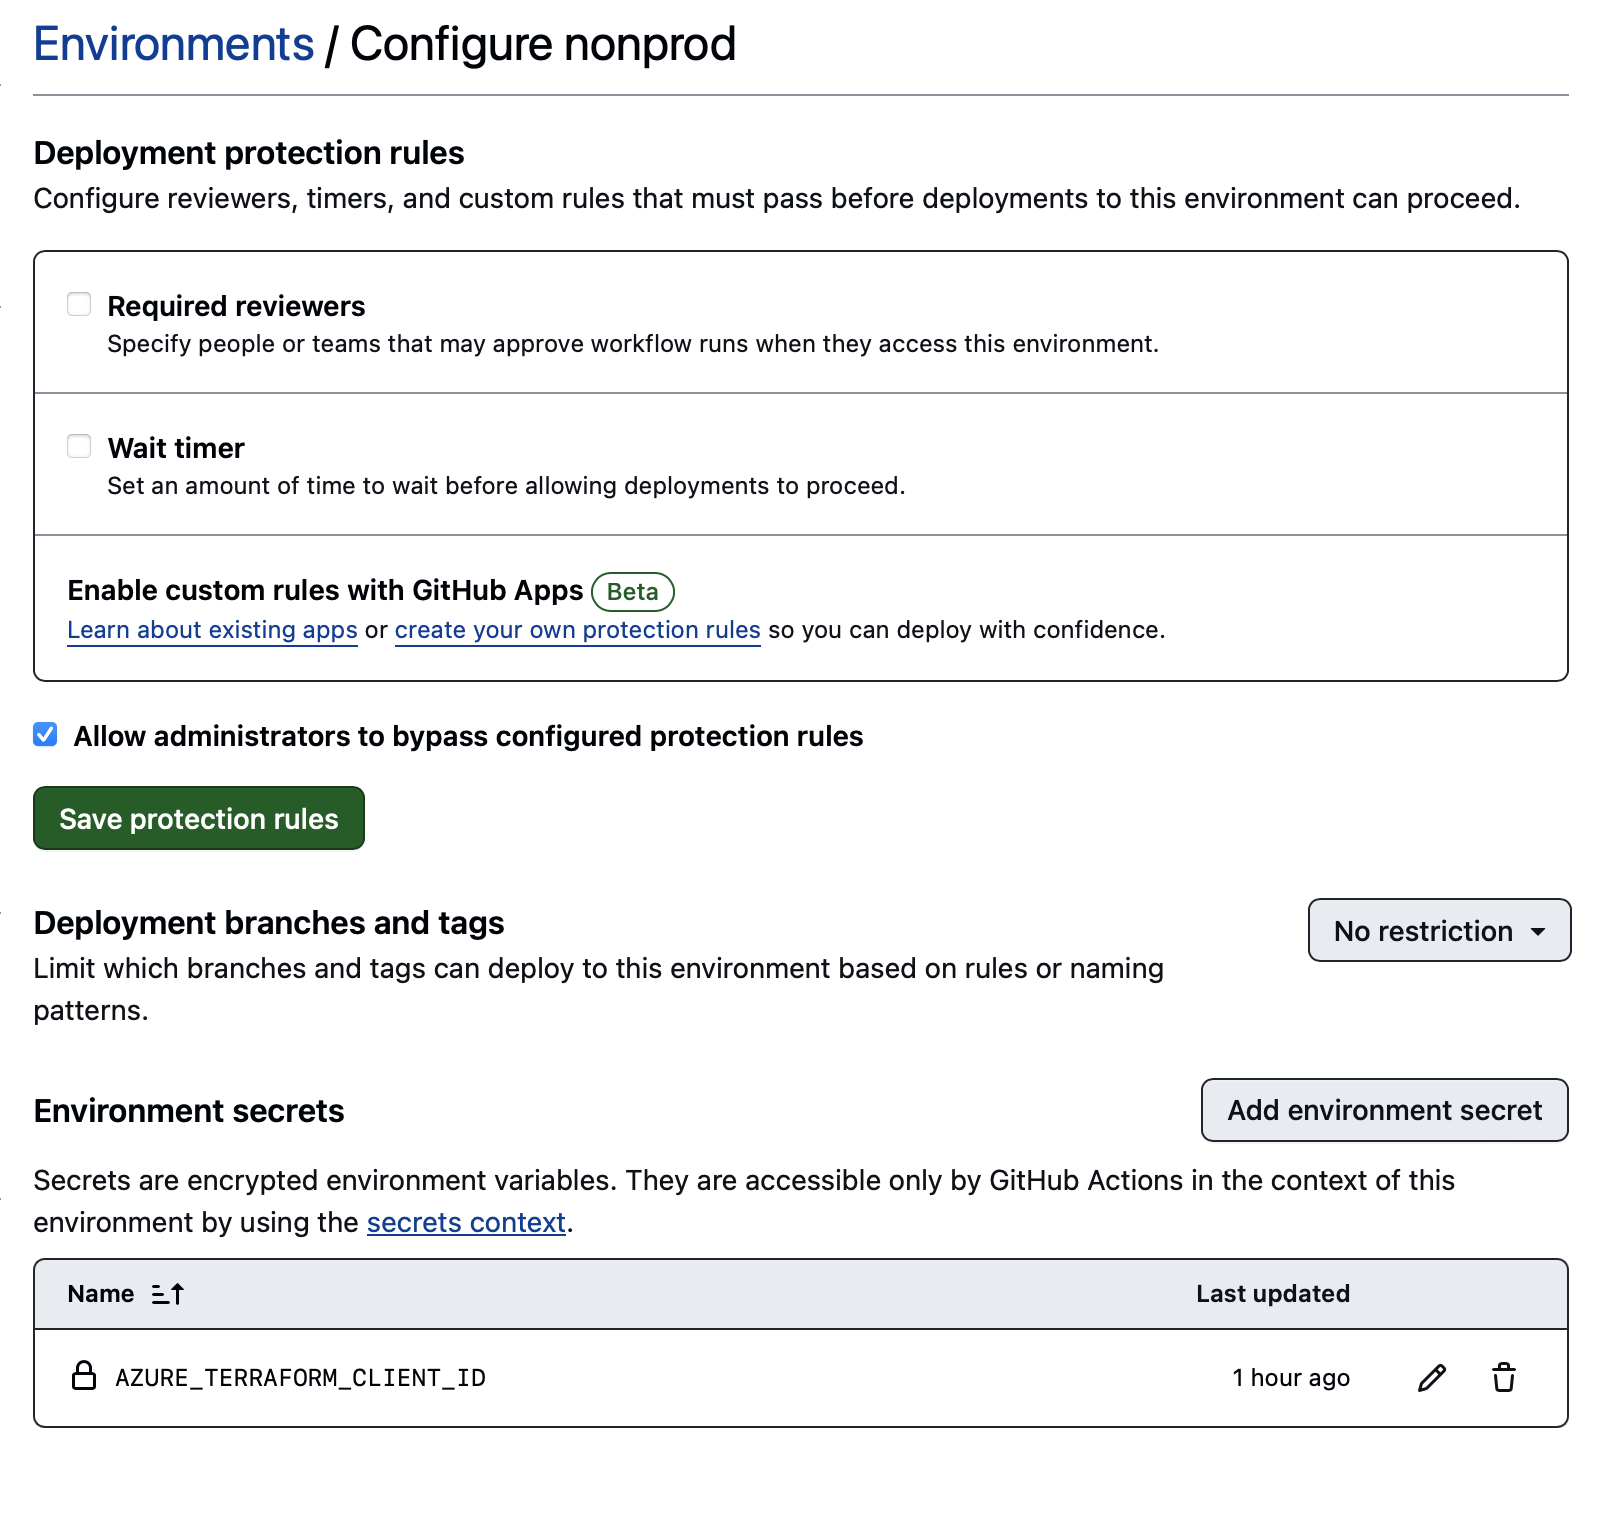 Environments / Configure nonprod
Deployment protection rules
Configure reviewers, timers, and custom rules that must pass before deployments to this environment can proceed.
Required reviewers
Specify people or teams that may approve workflow runs when they access this environment.
Wait timer
Set an amount of time to wait before allowing deployments to proceed.
Enable custom rules with GitHub Apps Beta
Learn about existing apps or create your own protection rules so you can deploy with confidence.
Allow administrators to bypass configured protection rules
Save protection rules
Deployment branches and tags
No restriction
Limit which branches and tags can deploy to this environment based on rules or naming
patterns.
Environment secrets
Add environment secret
Secrets are encrypted environment variables. They are accessible only by GitHub Actions in the context of this
environment by using the secrets context.
Name Last updated
AZURE_TERRAFORM_CLIENT_ID 1 hour ago